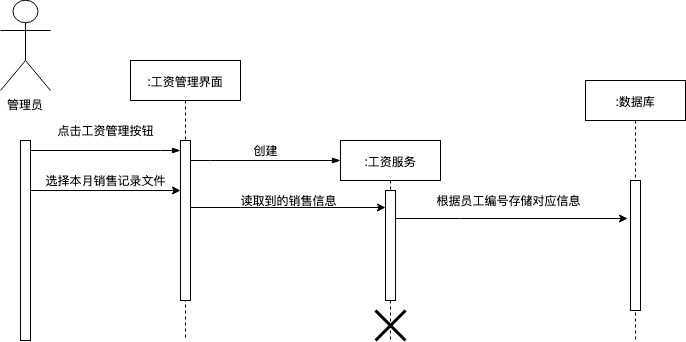 管理员
:工资管理界面
:数据库
点击工资管理按钮
创建
:工资服务
选择本月销售记录文件
读取到的销售信息
根据员工编号存储对应信息